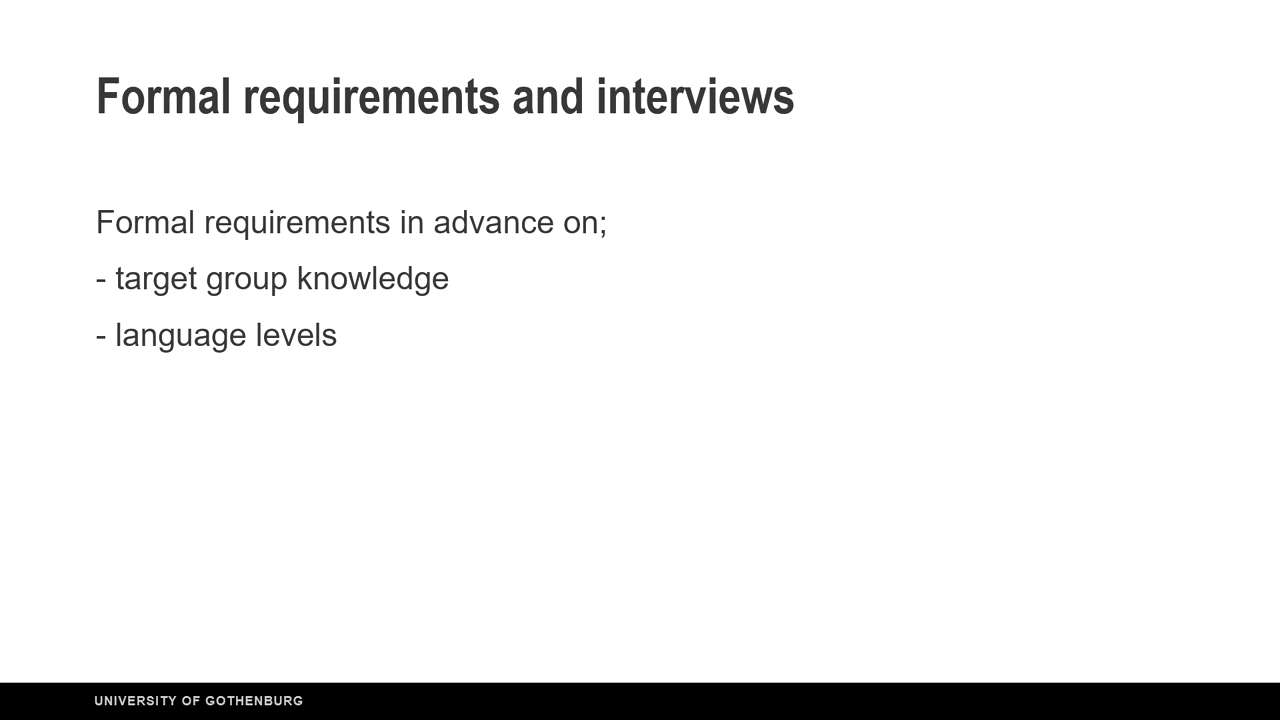 Formal requirements and interviews
Formal requirements in advance on;
- target group knowledge
- language levels
UNIVERSITY OF GOTHENBURG